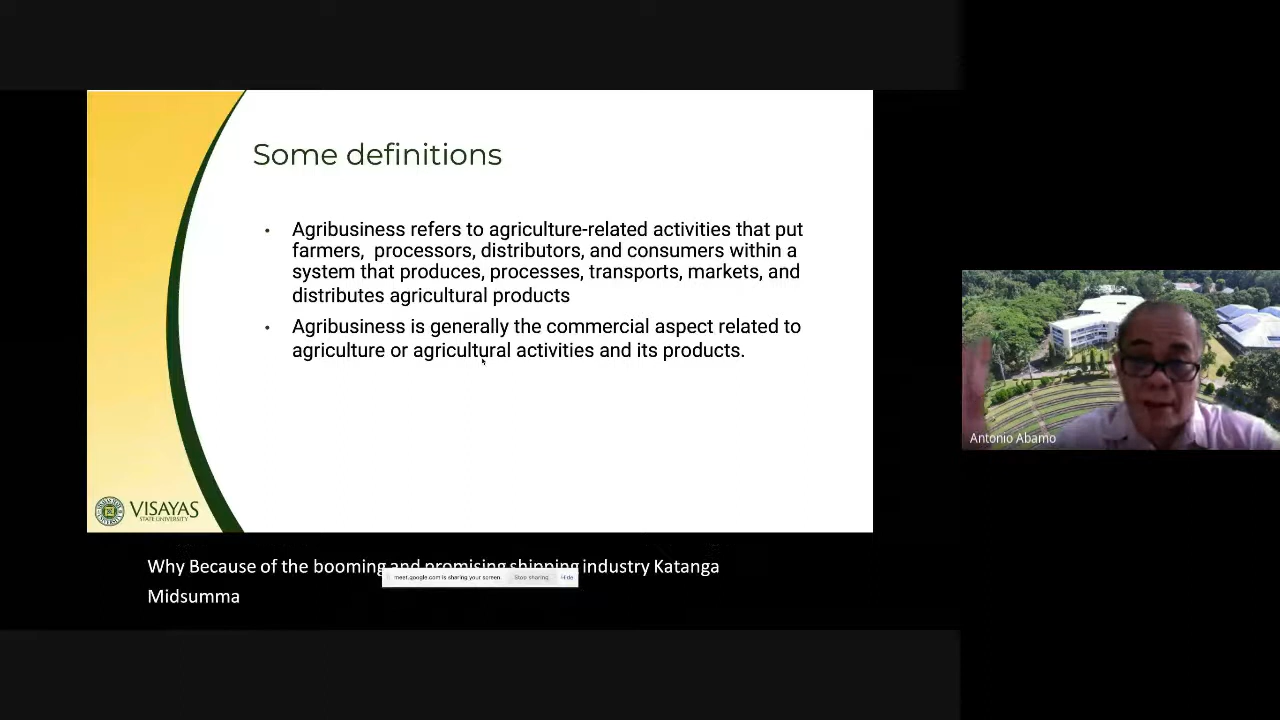 Some definitions
• Agribusiness refers to agriculture-related activities that put
farmers, processors, distributors, and consumers within a
system that produces, processes, transports, markets, and
distributes agricultural products
• Agribusiness is generally the commercial aspect related to
agriculture or agricultural activities and its products.
VISAYAS
STATE UNIVERSITY
Antonio Abamo
Why Because of the booming and promising shipping industry Katanga
Midsumma
meet.google.com is sharing your screen. Stop sharing Hide